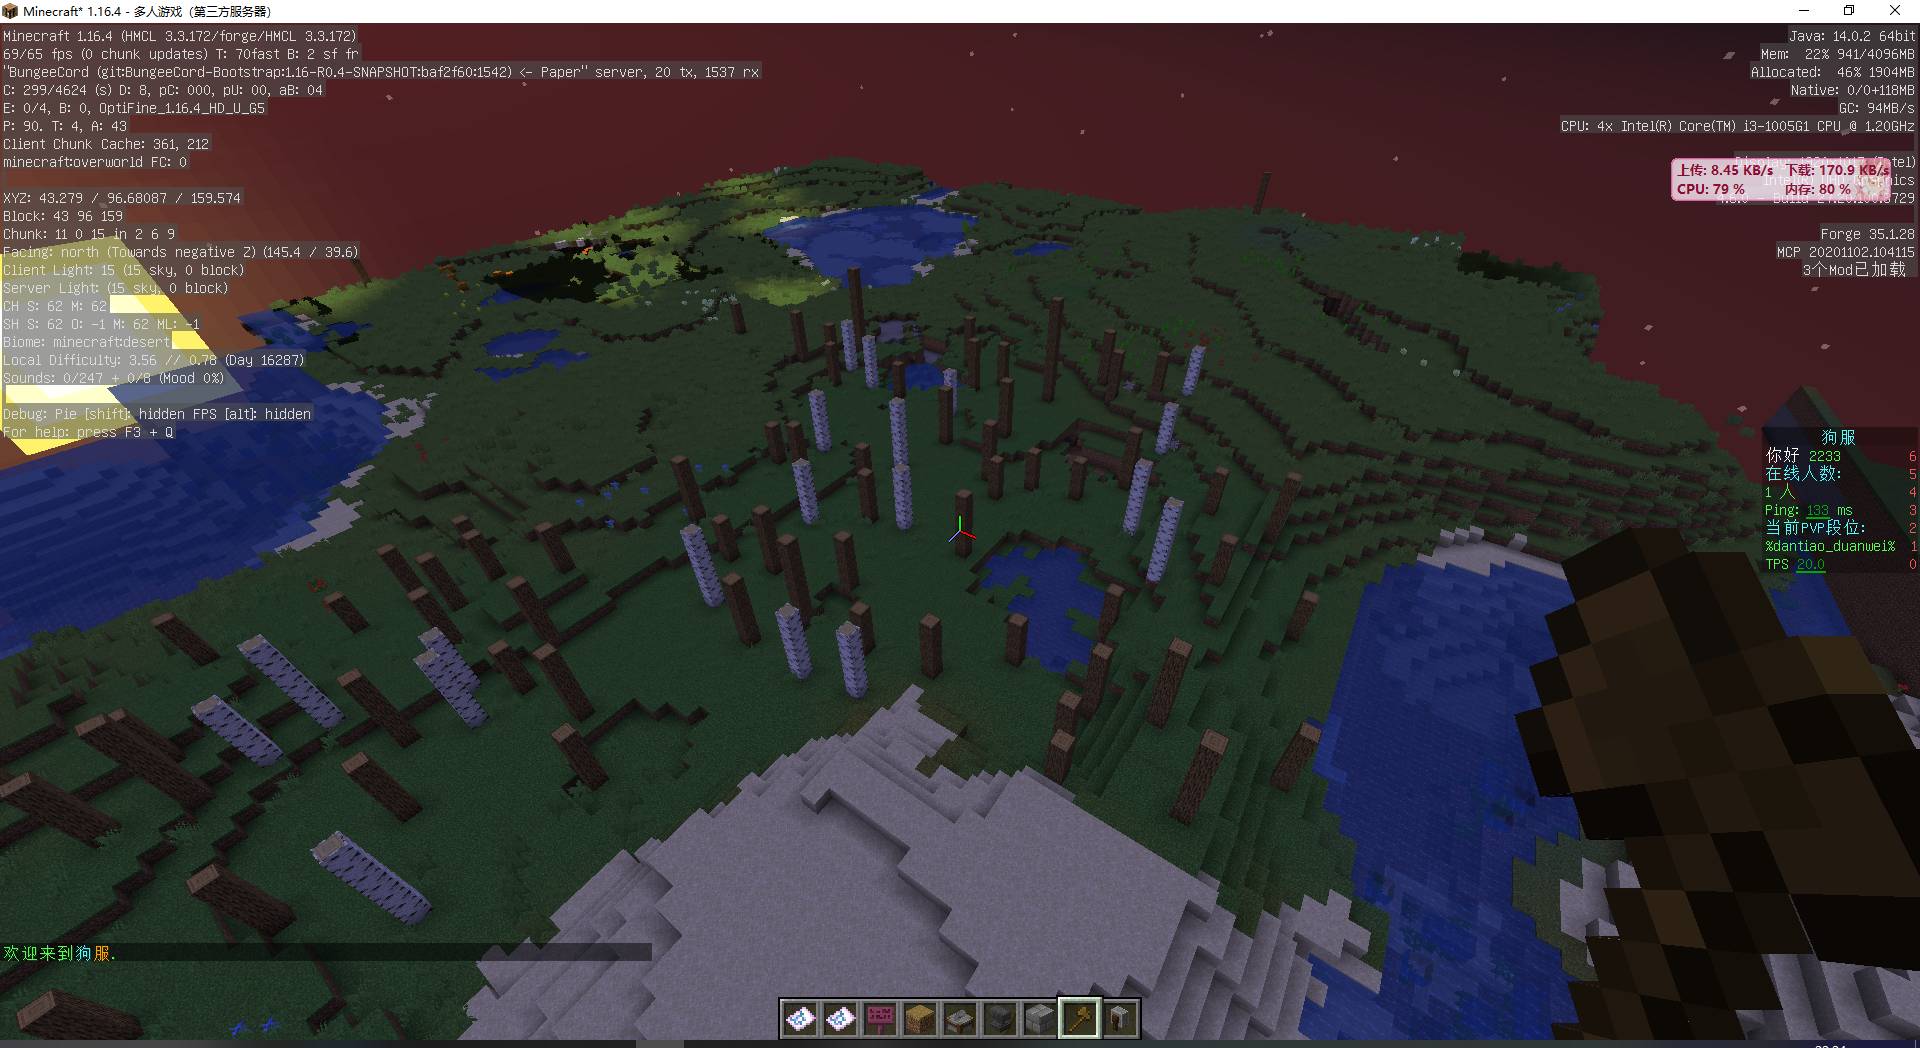 Minecraft* 1.16.4 - 多人游戏（第三方服务器）
Minecraft 1.16.4 (HMCL 3.3.172/forge/HMCL 3.3.172)
69/65 fps (0 chunk updates) T: 70fast B: 2 sf fr
"BungeeCord (git:BungeeCord-Bootstrap:1.16-R0.4-SNAPSHOT:baf2f60:1542) <- Paper" server, 20 tx, 1537 rx
C: 299/4624 (s) D: 8, pC: 000, pU: 00, aB: 04
E: 0/4, B: 0, OptiFine_1.16.4_HD_U_G5
P: 90. T: 4, A: 43
Client Chunk Cache: 361, 212
minecraft:overworld FC: 0
XYZ: 43.279 / 96.68087 / 159.574
Block: 43 96 159
Chunk: 11 0 15 in 2 6 9
Facing: north (Towards negative Z) (145.4 / 39.6)
Client Light: 15 (15 sky, 0 block)
Server Light: (15 sky, 0 block)
CH S: 62 M: 62
SH S: 62 O: -1 M: 62 ML: -1
Biome: minecraft:desert
Local Difficulty: 3.56 // 0.78 (Day 16287)
Sounds: 0/247 + 0/8 (Mood 0%)
Debug: Pie [shift]: hidden FPS [alt]: hidden
For help: press F3 + Q
Java: 14.0.2 64bit
Mem: 22% 941/4096MB
Allocated: 46% 1904MB
Native: 0/0+118MB
GC: 94MB/s
CPU: 4x Intel(R) Core(TM) i3-1005G1 CPU @ 1.20GHz
上传: 8.45 KB/s 下载: 170.9 KB/s
CPU: 79 % 内存: 80 %
Forge 35.1.28
MCP 20201102.104115
3个Mod已加载
狗服
你好 2233 6
在线人数: 5
1 人 4
Ping: 133 ms 3
当前PVP段位: 2
%dantiao_duanwei% 1
TPS 20.0 0
欢迎来到狗服.